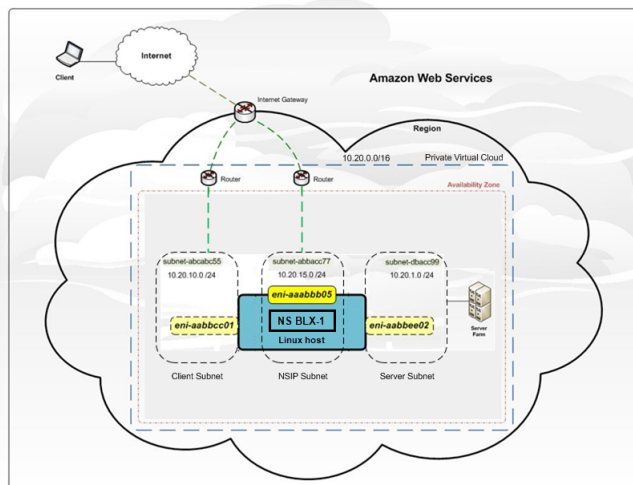 Internet
Client
Amazon Web Services
Internet Gateway
Region
10.20.0.0/16
Private Virtual Cloud
Router
Router
Availability Zone
subnet-abcabc55
subnet-abbacc77
subnet-dbacc99
10.20.10.0 /24
10.20.15.0 /24
10.20.1.0 /24
eni-aaabbb05
eni-aabbcc01
NS BLX-1
eni-aabbee02
Linux host
Server
Farm
Client Subnet
NSIP Subnet
Server Subnet